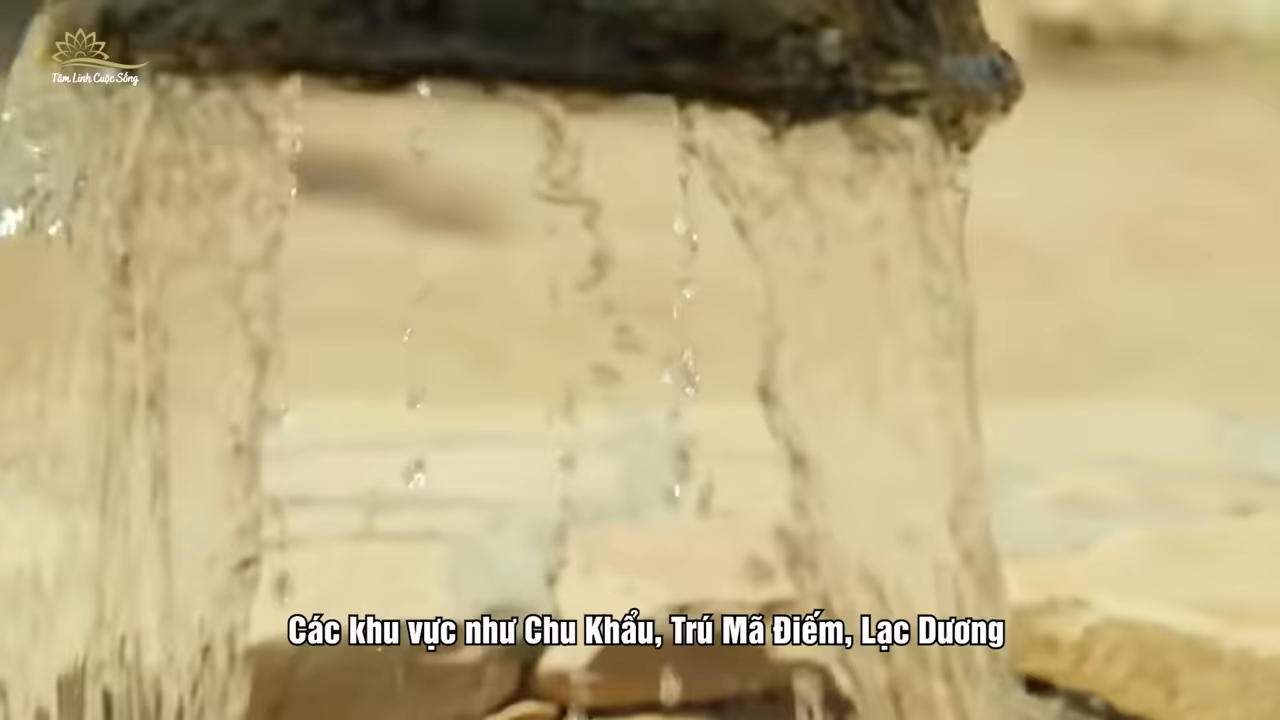 Tâm Linh Cuộc Sống
Các khu vực như Chu Khẩu, Trú Mã Điếm, Lạc Dương